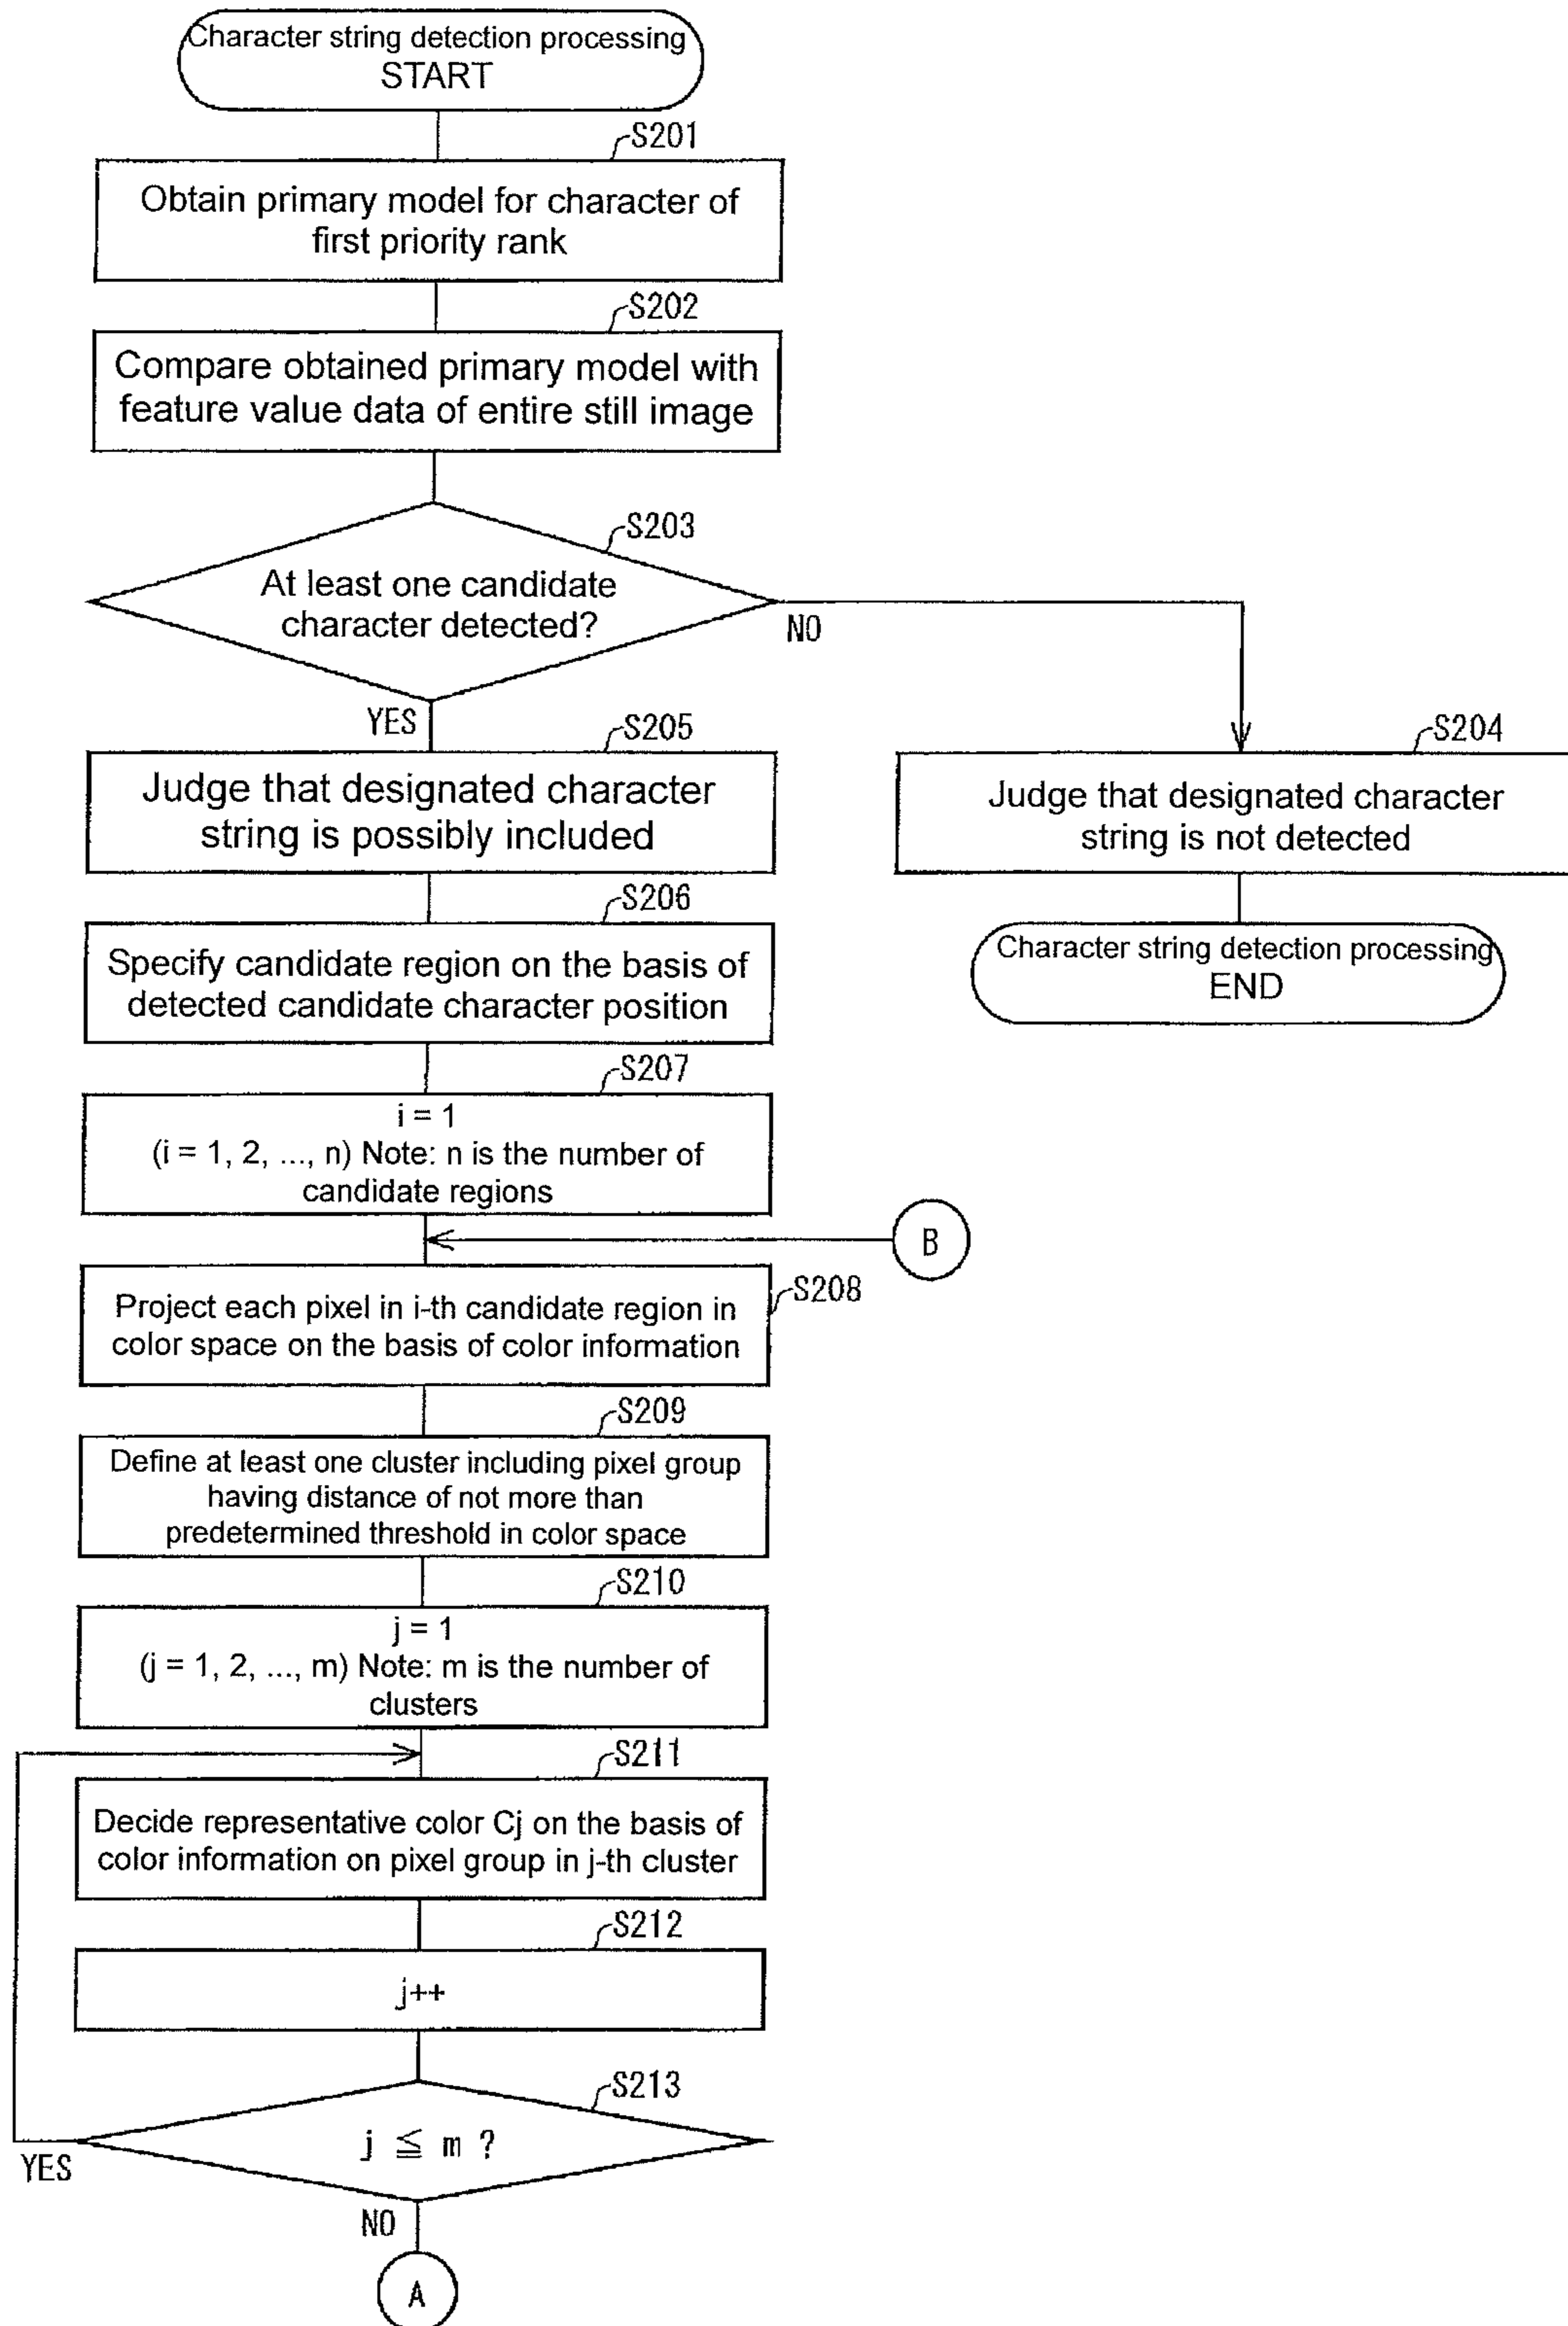 Character string detection processing
START
S201
Obtain primary model for character of
first priority rank
S202
Compare obtained primary model with
feature value data of entire still image
S203
At least one candidate
character detected?
NO
YES
S205
Judge that designated character
string is possibly included
S204
Judge that designated character
string is not detected
Character string detection processing
END
S206
Specify candidate region on the basis of
detected candidate character position
S207
i = 1
(i = 1, 2, ..., n) Note: n is the number of
candidate regions
B
S208
Project each pixel in i-th candidate region in
color space on the basis of color information
S209
Define at least one cluster including pixel group
having distance of not more than
predetermined threshold in color space
S210
j = 1
(j = 1, 2, ..., m) Note: m is the number of
clusters
S211
Decide representative color Cj on the basis of
color information on pixel group in j-th cluster
S212
j++
S213
j ≦ m ?
YES
NO
A